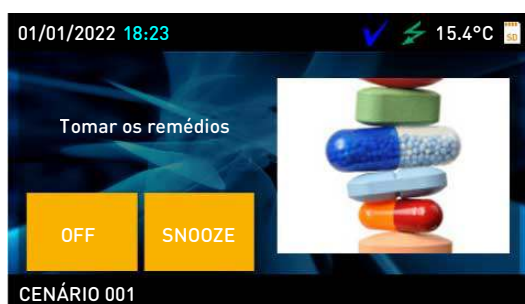 01/01/2022 18:23 15.4°C SD
Tomar os remédios
OFF SNOOZE
CENÁRIO 001